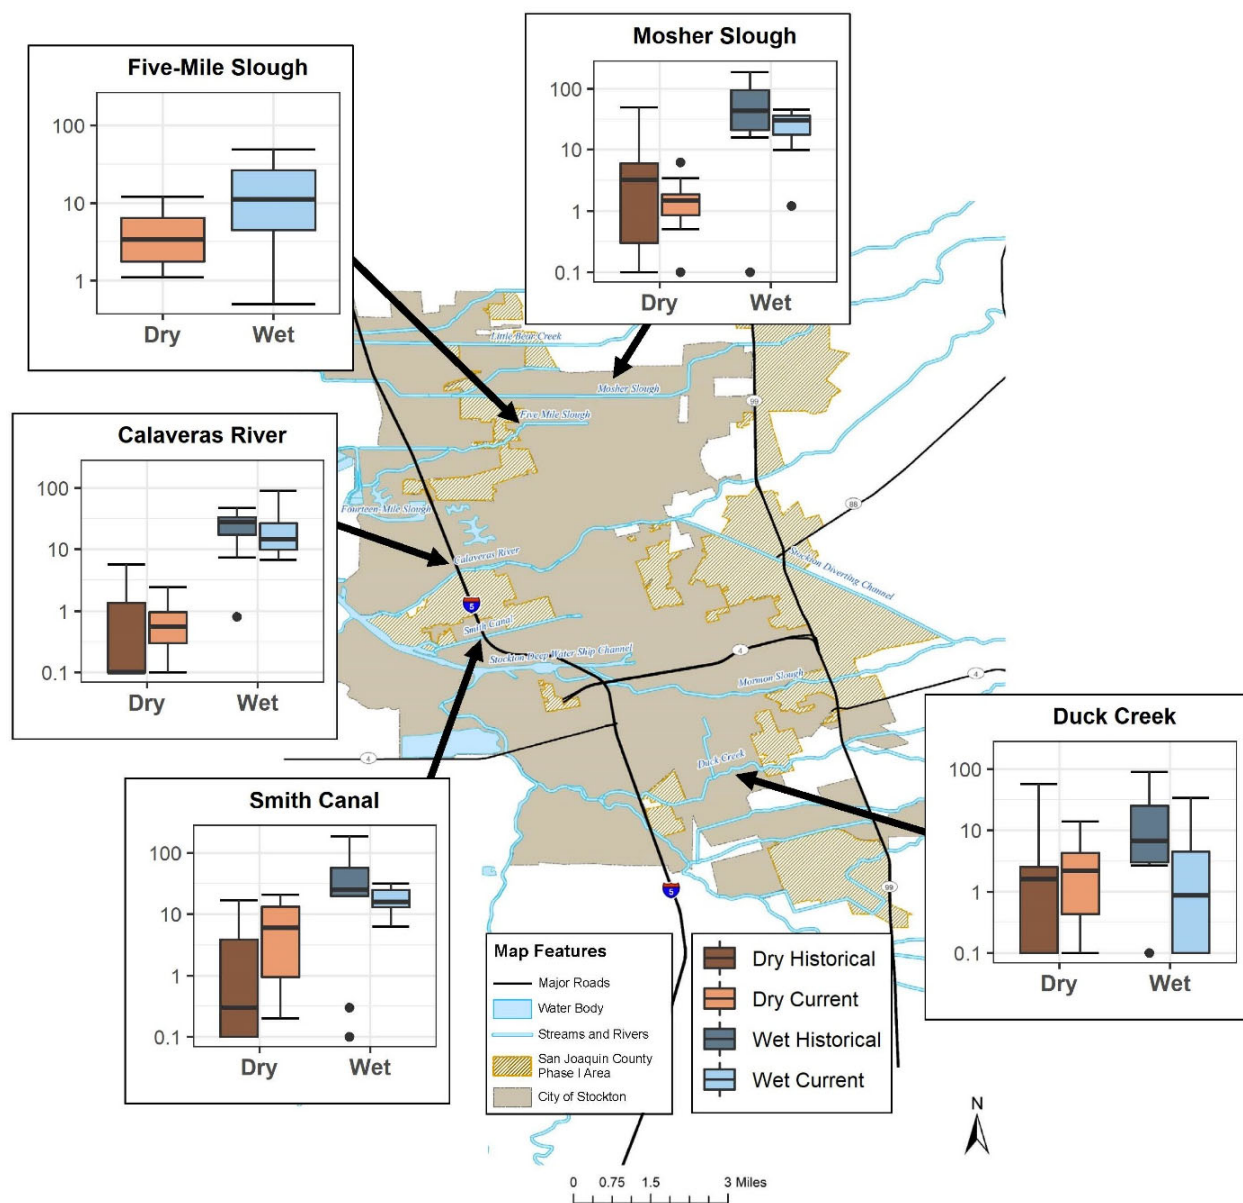 Five-Mile Slough
100
10
1
Dry
Wet
Mosher Slough
100
10
1
0.1
Dry
Wet
Calaveras River
100
10
1
0.1
Dry
Wet
Smith Canal
100
10
1
0.1
Dry
Wet
Duck Creek
100
10
1
0.1
Dry
Wet
Little Bear Creek
Mosher Slough
Five Mile Slough
99
88
Fourteen-Mile Slough
Calaveras River
Stockton Diverting Channel
5
Smith Canal
Stockton Deep Water Ship Channel
4
Mormon Slough
4
4
Duck Creek
5
99
Map Features
Major Roads
Water Body
Streams and Rivers
San Joaquin County
Phase I Area
City of Stockton
Dry Historical
Dry Current
Wet Historical
Wet Current
N
0 0.75 1.5 3 Miles